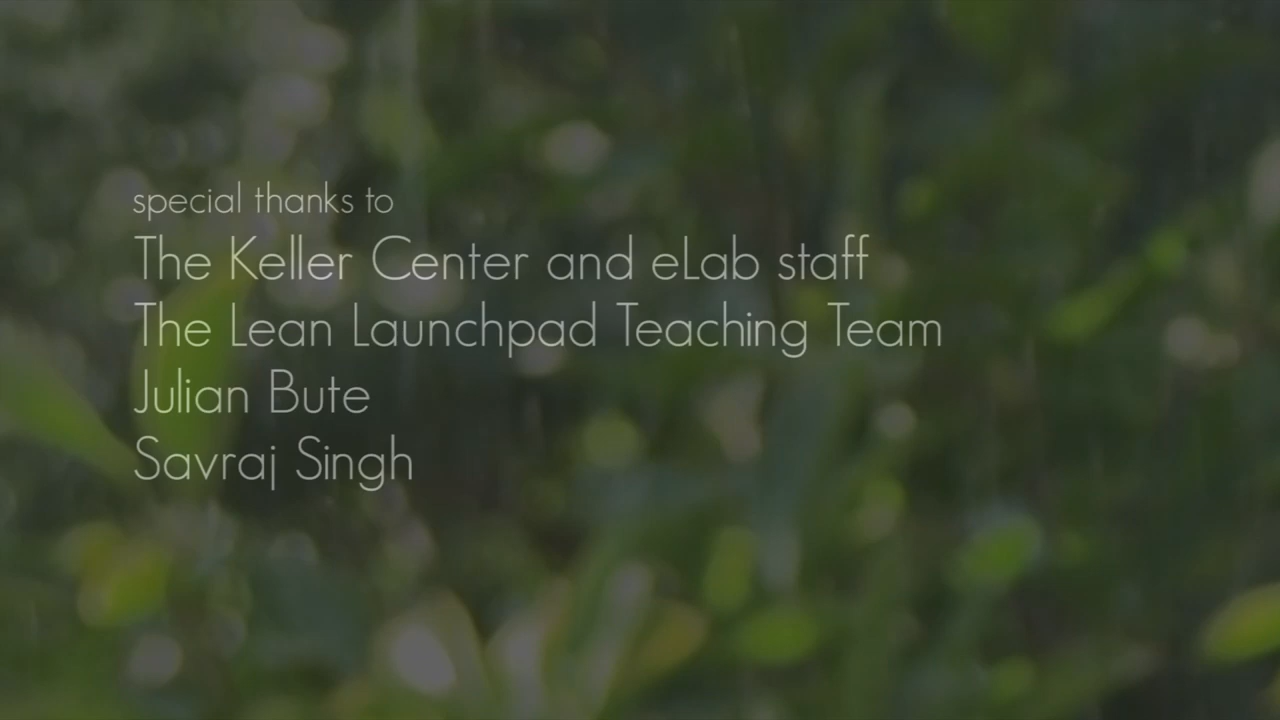 special thanks to
The Keller Center and eLab staff
The Lean Launchpad Teaching Team
Julian Bute
Savraj Singh